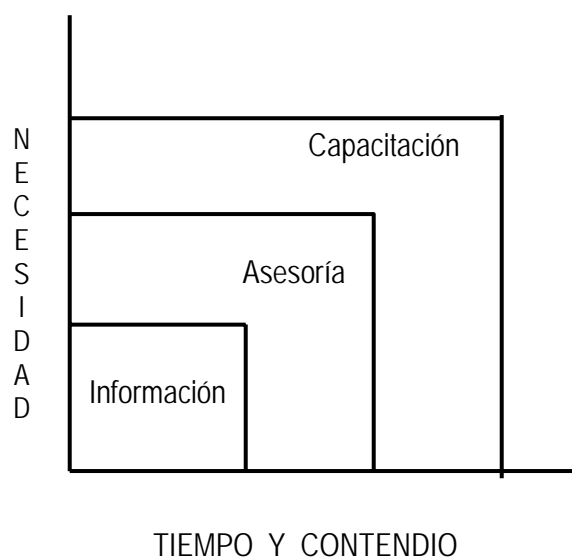 NECESIDAD
Capacitación
Asesoría
Información
TIEMPO Y CONTENDIO